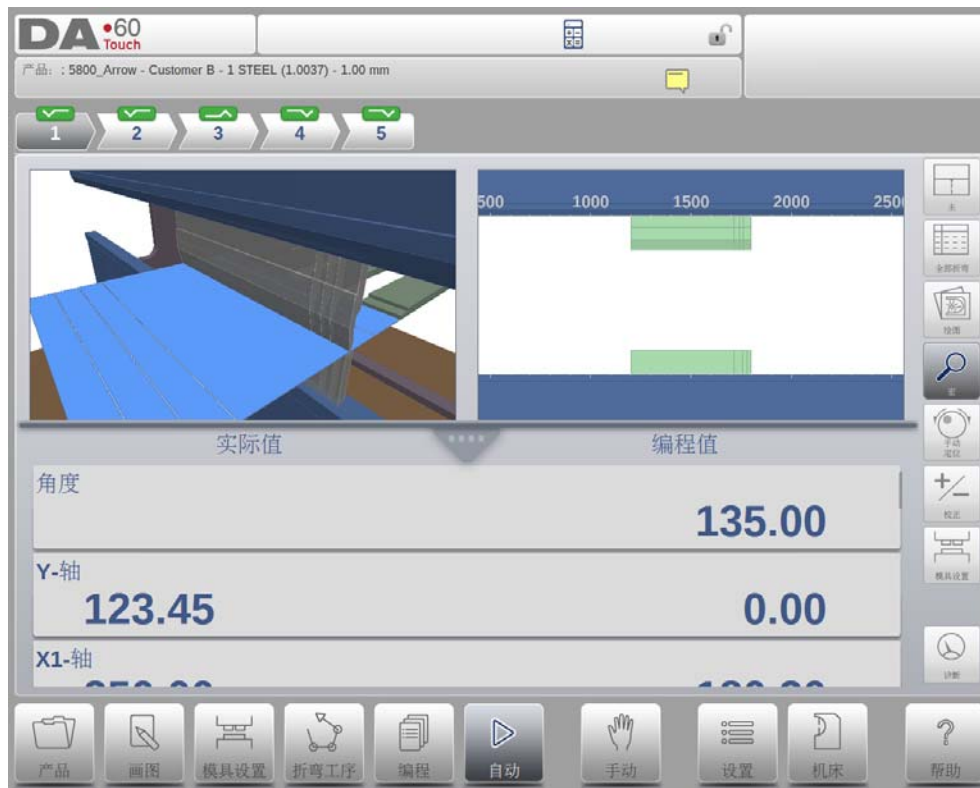 DA•60
Touch
产品: : 5800_Arrow - Customer B - 1 STEEL (1.0037) - 1.00 mm
1 2 3 4 5
500 1000 1500 2000 250
主
全部折弯
绘图
宏
手动
定位
校正
模具设置
诊断
实际值 编程值
角度
135.00
Y-轴
123.45 0.00
X1-轴
产品 画图 模具设置 折弯工序 编程 自动 手动 设置 机床 帮助